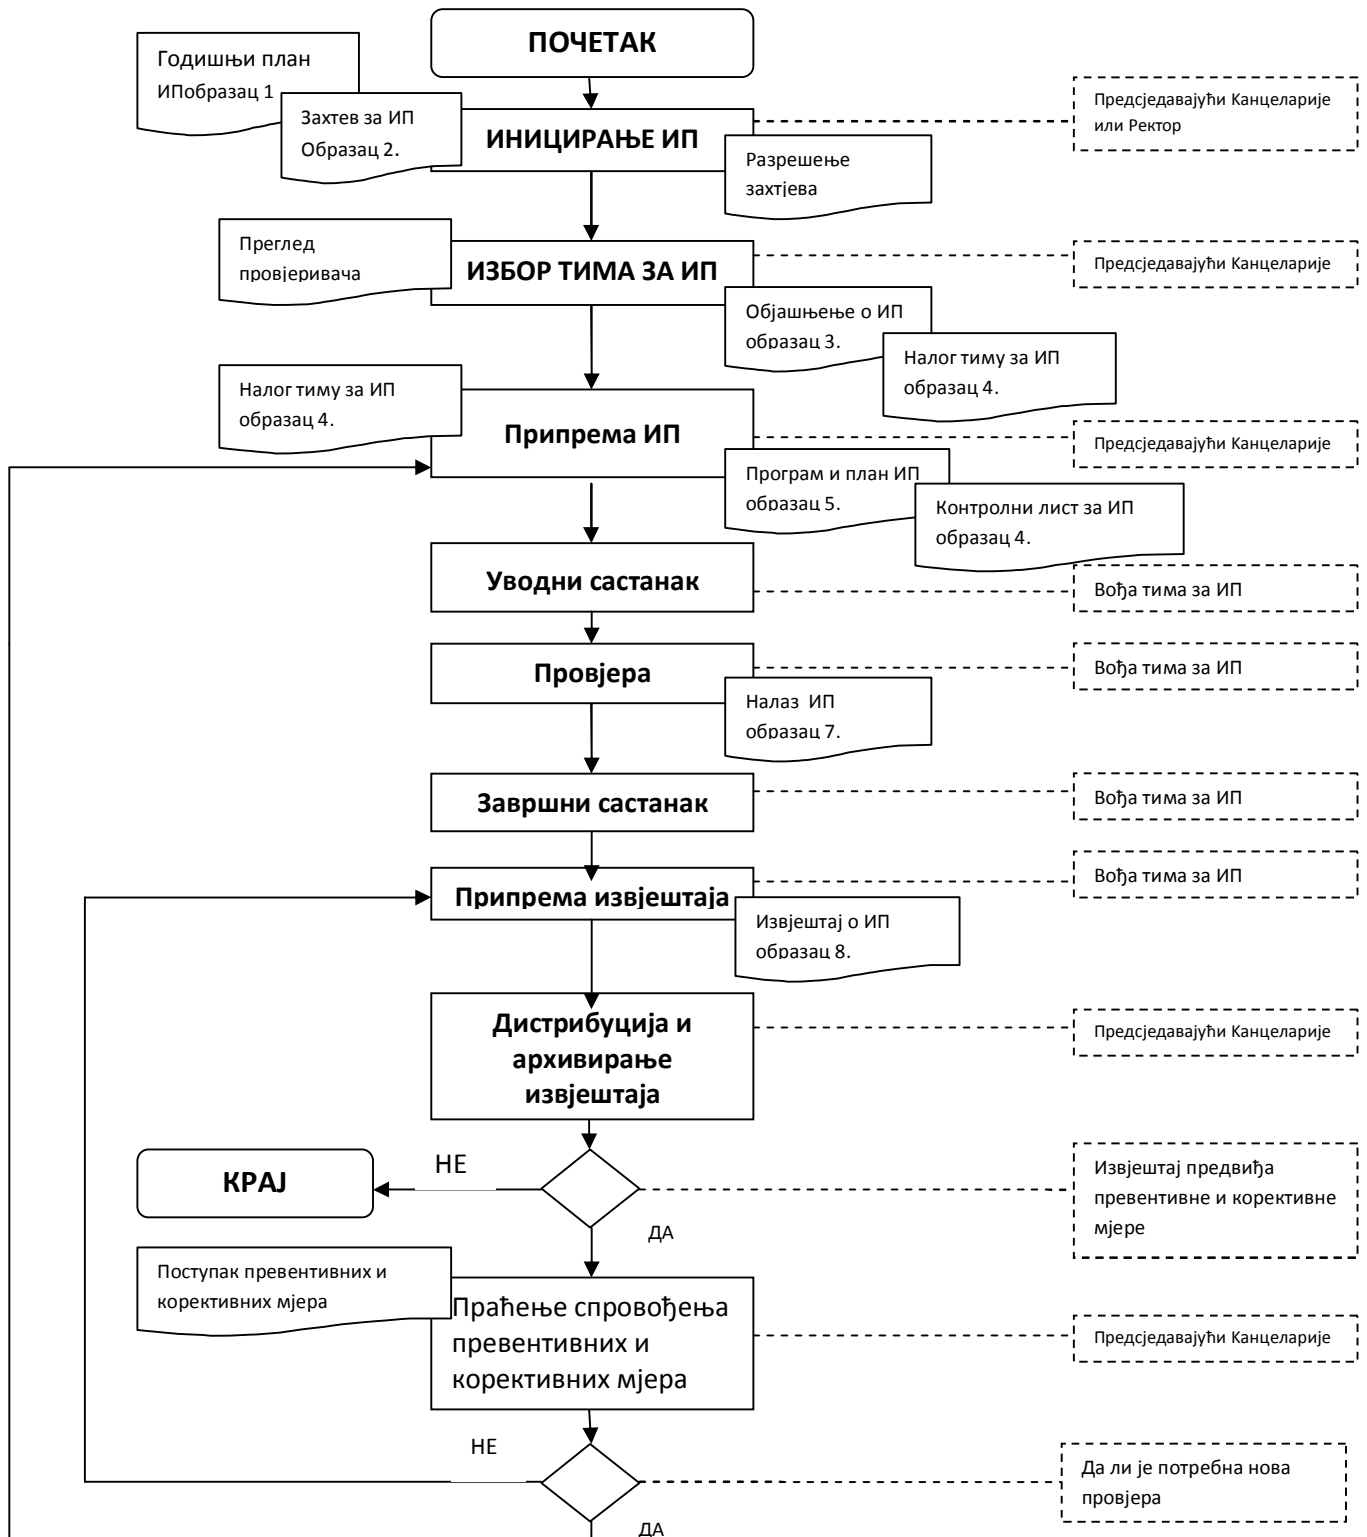 ПОЧЕТАК
Годишњи план
ИПобразац 1
Захтев за ИП
Образац 2.
ИНИЦИРАЊЕ ИП
Разрешење
захтјева
Предсједавајући Канцеларије
или Ректор
Преглед
провјеривача
ИЗБОР ТИМА ЗА ИП
Предсједавајући Канцеларије
Објашњење о ИП
образац 3.
Налог тиму за ИП
образац 4.
Налог тиму за ИП
образац 4.
Припрема ИП
Предсједавајући Канцеларије
Програм и план ИП
образац 5.
Контролни лист за ИП
образац 4.
Уводни састанак
Вођа тима за ИП
Провјера
Вођа тима за ИП
Налаз ИП
образац 7.
Завршни састанак
Вођа тима за ИП
Припрема извјештаја
Вођа тима за ИП
Извјештај о ИП
образац 8.
Дистрибуција и
архивирање
извјештаја
Предсједавајући Канцеларије
КРАЈ
НЕ
ДА
Извјештај предвиђа
превентивне и корективне
мјере
Поступак превентивних и
корективних мјера
Праћење спровођења
превентивних и
корективних мјера
Предсједавајући Канцеларије
НЕ
ДА
Да ли је потребна нова
провјера